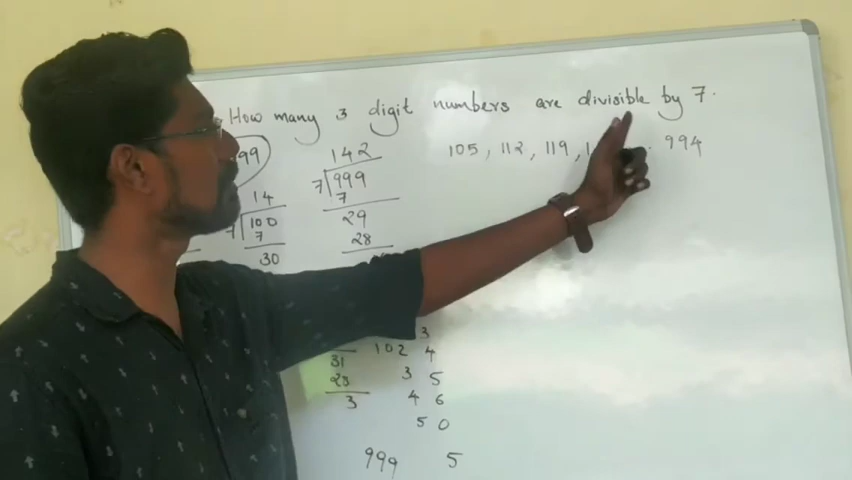 How many 3 digit numbers are divisible by 7.
99
105, 112, 119, 1 . 994
142
7 999
7
29
28
14
7 100
7
30
3
31 102 4
28 3 5
3 4 6
5 0
999 5